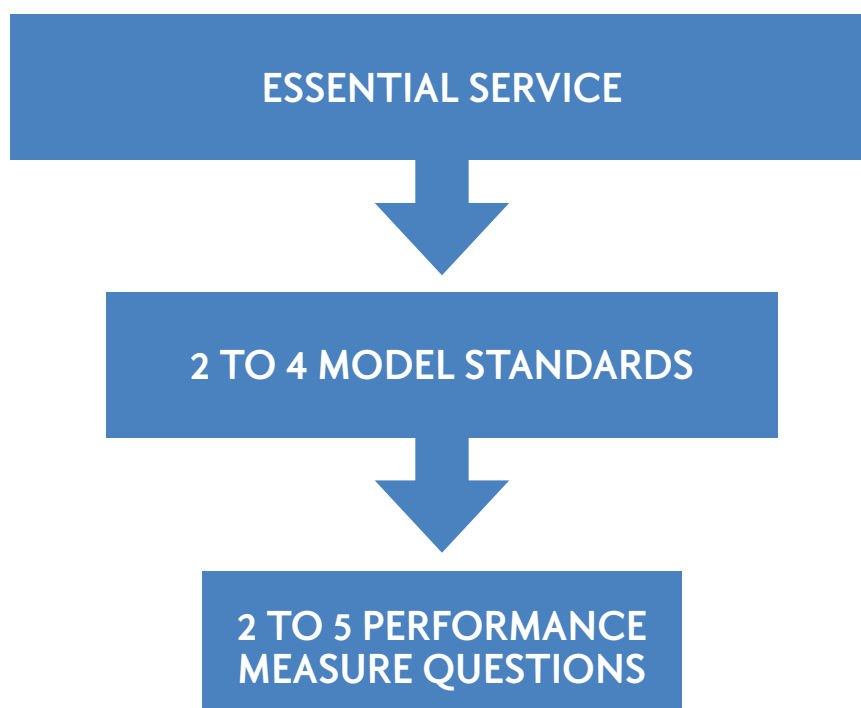 ESSENTIAL SERVICE
2 TO 4 MODEL STANDARDS
2 TO 5 PERFORMANCE
MEASURE QUESTIONS